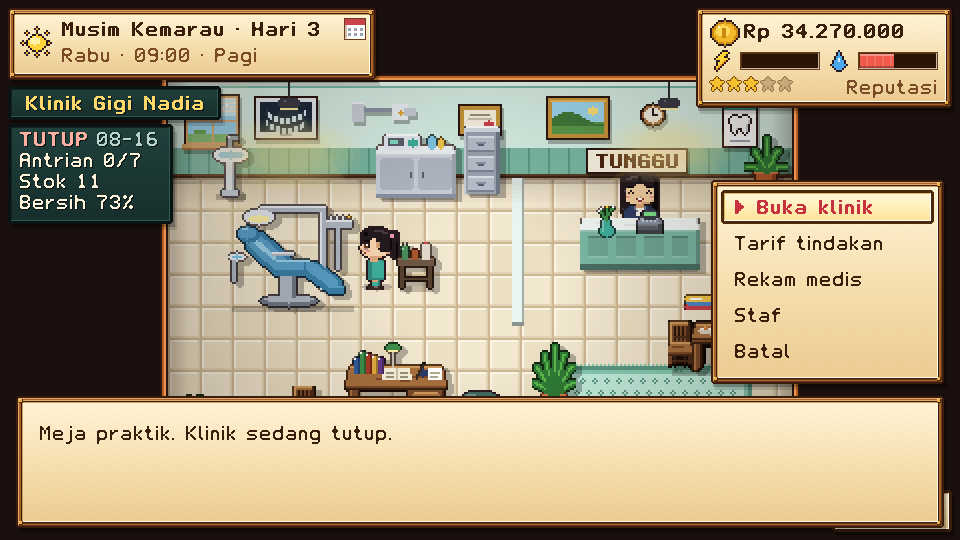 Musim Kemarau · Hari 3
Rabu · 09:00 · Pagi
Rp 34.270.000
Reputasi
Klinik Gigi Nadia
TUTUP 08-16
Antrian 0/7
Stok 11
Bersih 73%
TUNGGU
Buka klinik
Tarif tindakan
Rekam medis
Staf
Batal
Meja praktik. Klinik sedang tutup.